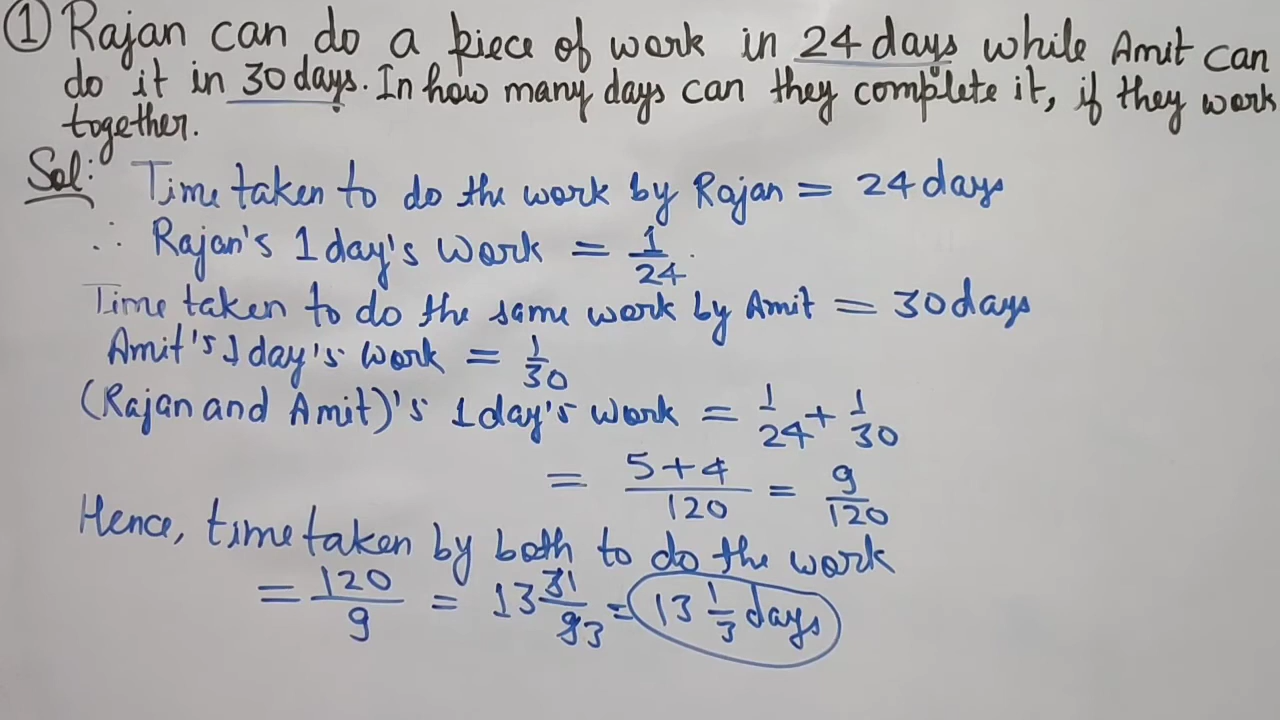 ① Rajan can do a piece of work in 24 days while Amit can
do it in 30 days. In how many days can they complete it, if they work
together.
Sol: Time taken to do the work by Rajan = 24 days
∴ Rajan's 1 day's work = 1/24
Time taken to do the same work by Amit = 30 days
Amit's 1 day's work = 1/30
(Rajan and Amit)'s 1 day's work = 1/24 + 1/30
= 5+4/120 = 9/120
Hence, time taken by both to do the work
= 120/9 = 13 3/9 = 13 1/3 days